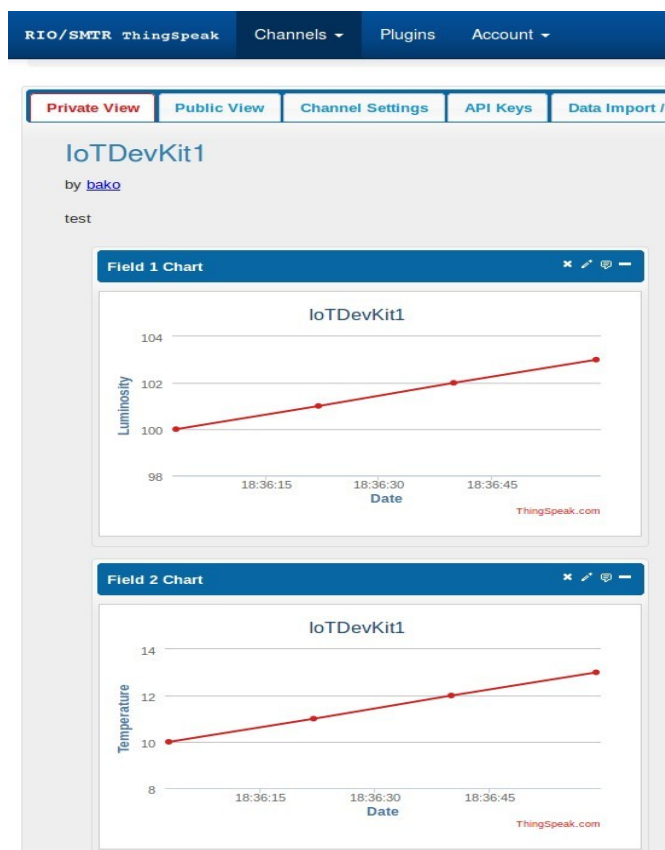 RIO/SMTR ThingSpeak Channels Plugins Account
Private View Public View Channel Settings API Keys Data Import /
IoTDevKit1
by bako
test
Field 1 Chart
IoTDevKit1
104
102
100
98
Luminosity
18:36:15 18:36:30 18:36:45
Date
ThingSpeak.com
Field 2 Chart
IoTDevKit1
14
12
10
8
Temperature
18:36:15 18:36:30 18:36:45
Date
ThingSpeak.com